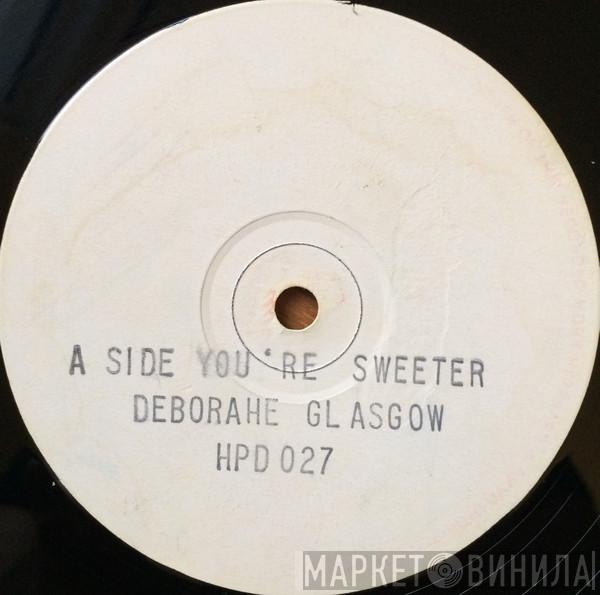 A SIDE YOU'RE SWEETER
DEBORAHE GLASGOW
HPD 027
МАРКЕТ ВИНИЛА